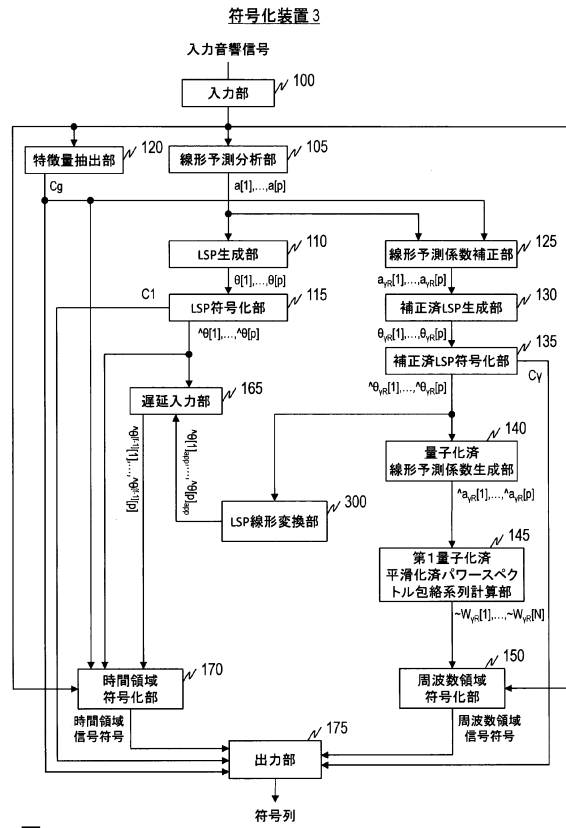 符号化装置3
入力音響信号
100
入力部
120
特徴量抽出部
105
線形予測分析部
Cg
a[1],...,a[p]
110
LSP生成部
125
線形予測係数補正部
θ[1],...,θ[p]
aγR[1],...,aγR[p]
C1
115
LSP符号化部
130
補正済LSP生成部
^θ[1],...,^θ[p]
θγR[1],...,θγR[p]
135
補正済LSP符号化部
Cγ
165
遅延入力部
^θγR[1],...,^θγR[p]
140
量子化済
線形予測係数生成部
^θ[f-1][1],...,^θ[f-1][p]
^θ[1]app,...,^θ[p]app
300
LSP線形変換部
^aγR[1],...,^aγR[p]
145
第1量子化済
平滑化済パワースペク
トル包絡系列計算部
~WγR[1],...,~WγR[N]
170
時間領域
符号化部
150
周波数領域
符号化部
時間領域
信号符号
周波数領域
信号符号
175
出力部
符号列